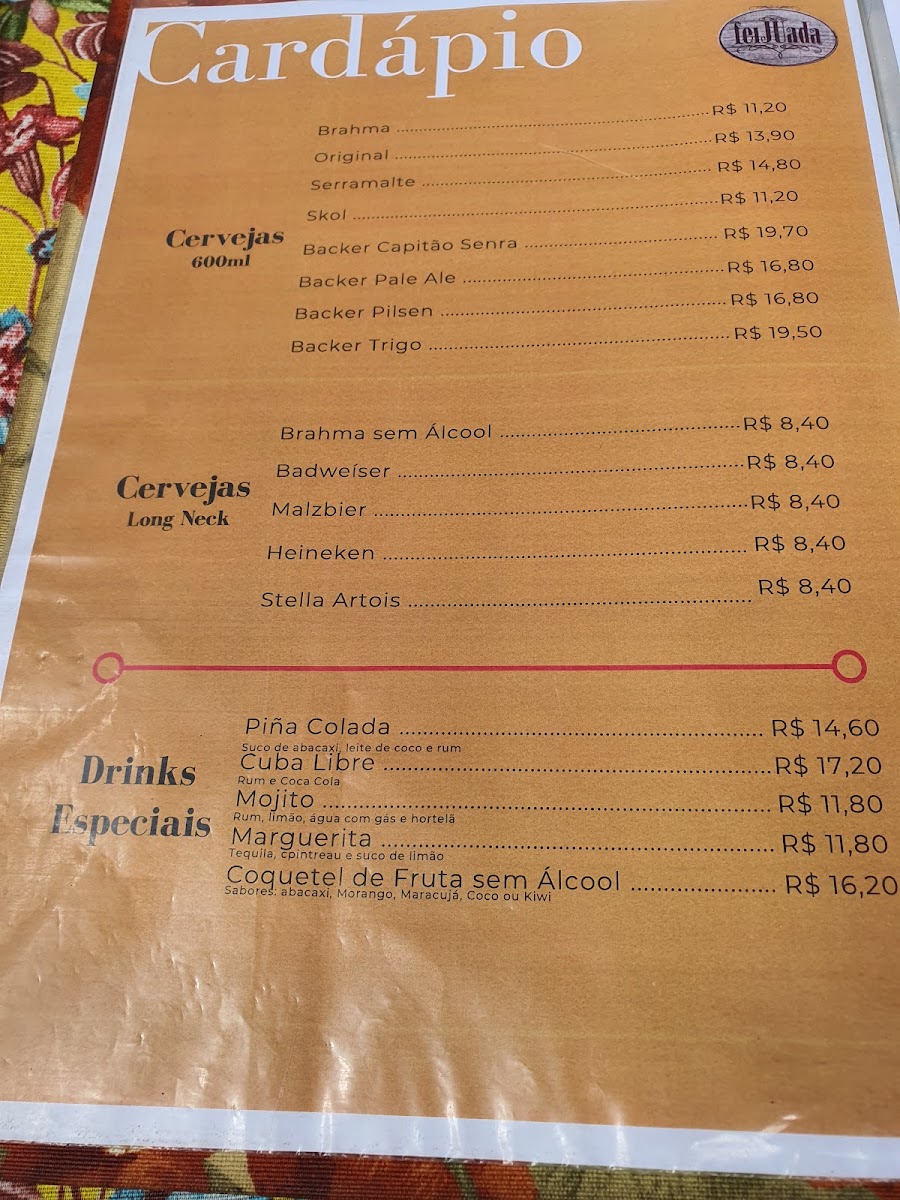 Cardápio
feiJUada
Brahma ........ R$ 11,20
Original ........ R$ 13,90
Serramalte ........ R$ 14,80
Skol ........ R$ 11,20
Cervejas
600ml
Backer Capitão Senra ........ R$ 19,70
Backer Pale Ale ........ R$ 16,80
Backer Pilsen ........ R$ 16,80
Backer Trigo ........ R$ 19,50
Brahma sem Álcool ........ R$ 8,40
Badweíser ........ R$ 8,40
Cervejas
Long Neck
Malzbier ........ R$ 8,40
Heineken ........ R$ 8,40
Stella Artois ........ R$ 8,40
Drinks
Especiais
Piña Colada ........ R$ 14,60
Suco de abacaxi, leite de coco e rum
Cuba Libre ........ R$ 17,20
Rum e Coca Cola
Mojito ........ R$ 11,80
Rum, limão, água com gás e hortelã
Marguerita ........ R$ 11,80
Tequila, cpintreau e suco de limão
Coquetel de Fruta sem Álcool ........ R$ 16,20
Sabores: abacaxi, Morango, Maracujá, Coco ou Kiwi